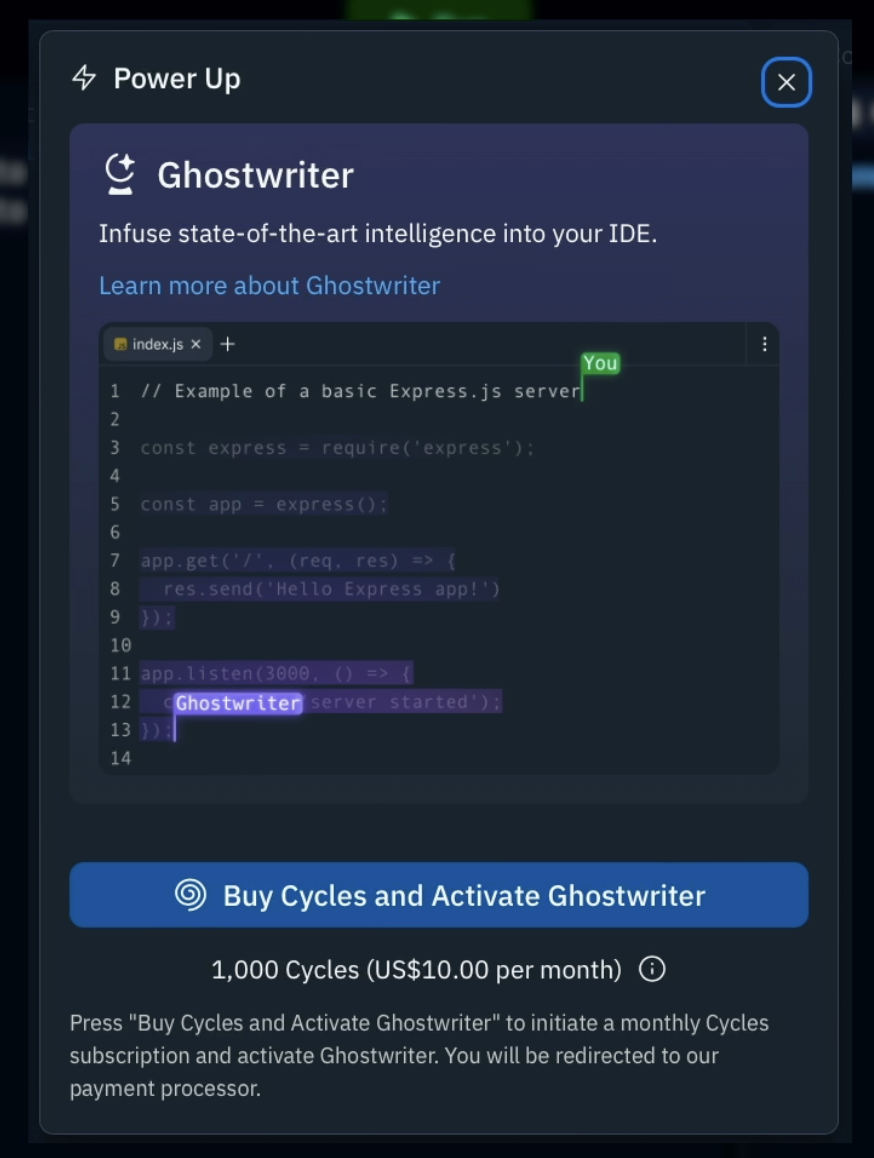 Power Up
Ghostwriter
Infuse state-of-the-art intelligence into your IDE.
Learn more about Ghostwriter
index.js
You
1 // Example of a basic Express.js server
2
3 const express = require('express');
4
5 const app = express();
6
7 app.get('/', (req, res) => {
8 res.send('Hello Express app!')
9 });
10
11 app.listen(3000, () => {
12 c Ghostwriter server started');
13 });
14
Buy Cycles and Activate Ghostwriter
1,000 Cycles (US$10.00 per month)
Press "Buy Cycles and Activate Ghostwriter" to initiate a monthly Cycles
subscription and activate Ghostwriter. You will be redirected to our
payment processor.